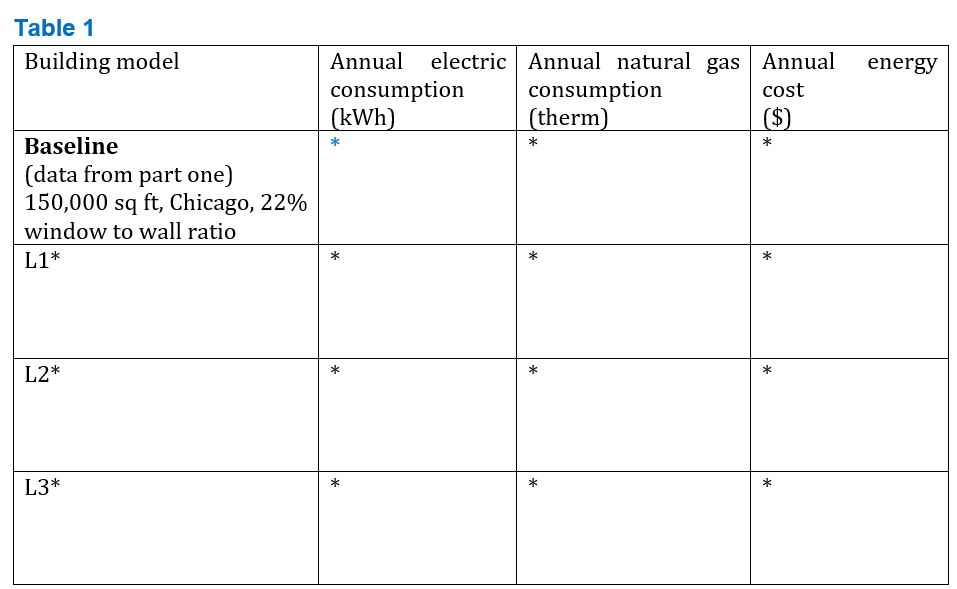 Table 1
Building model
Annual electric
consumption
(kWh)
Annual natural gas
consumption
(therm)
Annual energy
cost
($)
Baseline
(data from part one)
150,000 sq ft, Chicago, 22%
window to wall ratio
*
*
*
L1*
*
*
*
L2*
*
*
*
L3*
*
*
*